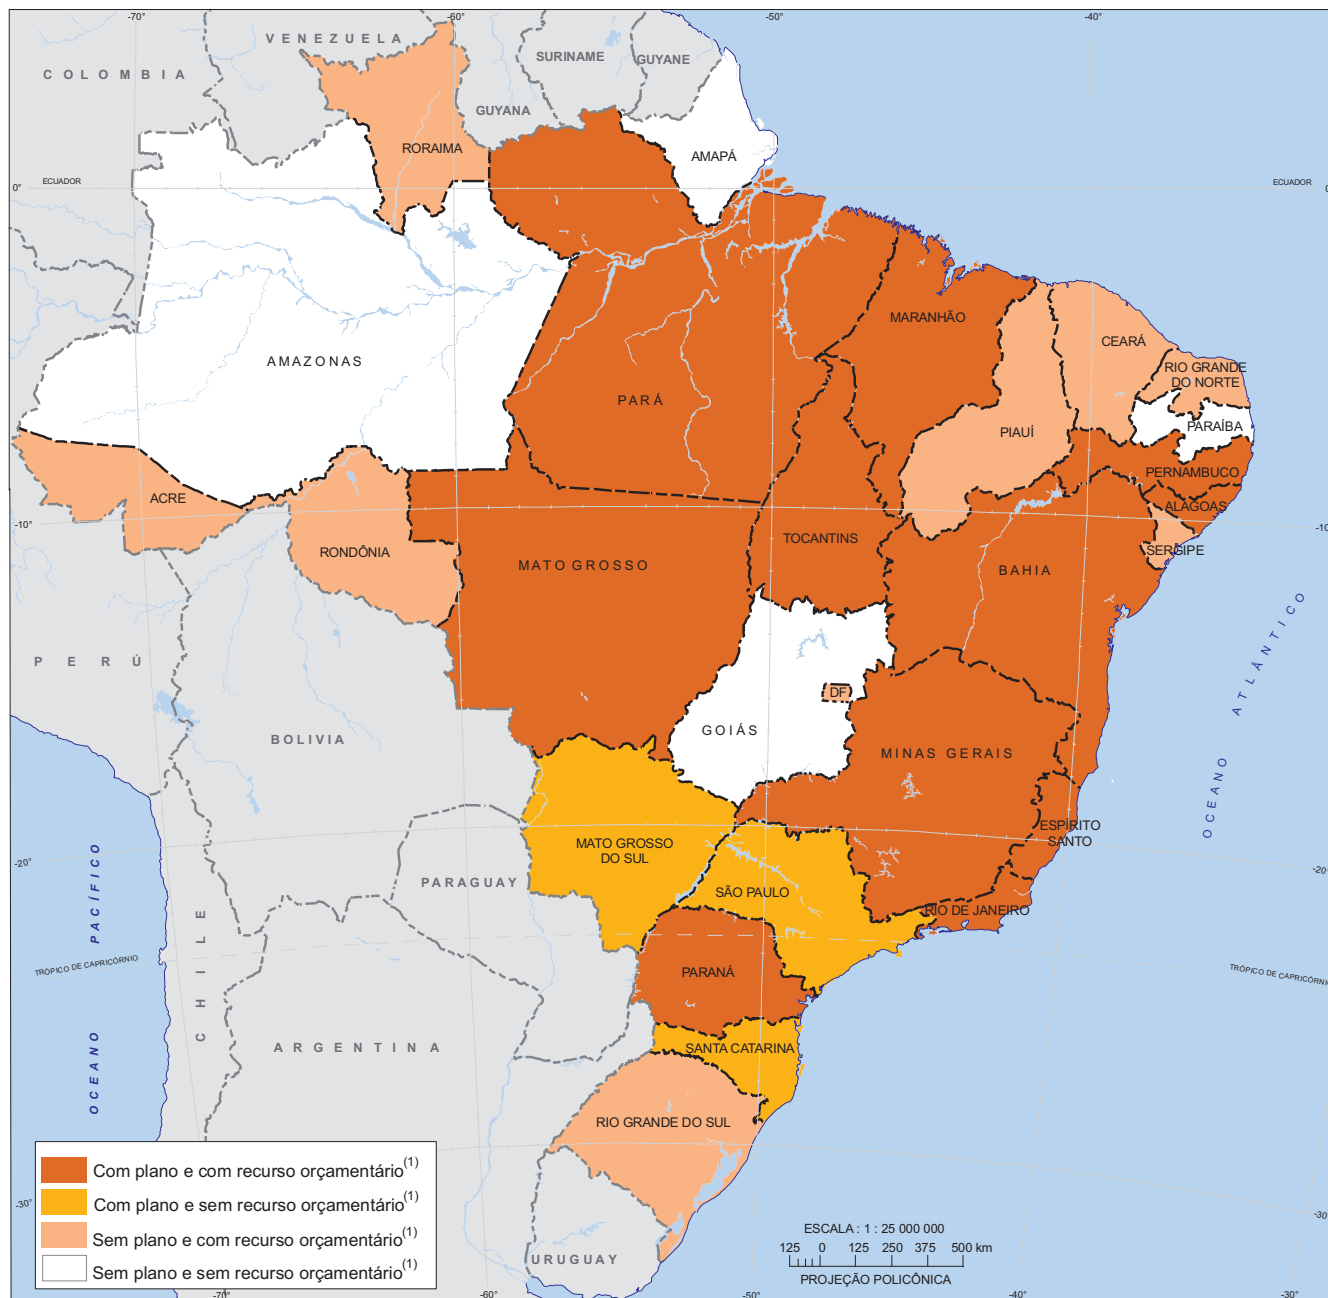 -70°
-60°
-50°
-40°
VENEZUELA
SURINAME
GUYANE
COLOMBIA
GUYANA
RORAIMA
AMAPÁ
ECUADOR
ECUADOR
0°
0
MARANHÃO
CEARÁ
AMAZONAS
RIO GRANDE
DO NORTE
PARÁ
PIAUÍ
PARAÍBA
PERNAMBUCO
ACRE
ALAGOAS
-10°
-10
RONDÔNIA
TOCANTINS
SERGIPE
MATO GROSSO
BAHIA
PERÚ
OCEANO ATLÂNTICO
DF
GOIÁS
BOLIVIA
MINAS GERAIS
ESPÍRITO
SANTO
MATO GROSSO
DO SUL
-20°
-20°
PARAGUAY
SÃO PAULO
RIO DE JANEIRO
OCEANO PACÍFICO
CHILE
TRÓPICO DE CAPRICÓRNIO
TRÓPICO DE CAPRICÓRNIO
PARANÁ
ARGENTINA
SANTA CATARINA
RIO GRANDE DO SUL
Com plano e com recurso orçamentário(1)
Com plano e sem recurso orçamentário(1)
Sem plano e com recurso orçamentário(1)
Sem plano e sem recurso orçamentário(1)
-30°
-30°
URUGUAY
ESCALA : 1 : 25 000 000
125 0 125 250 375 500 km
PROJEÇÃO POLICÔNICA
-70°
-60°
-50°
-40°
-30°